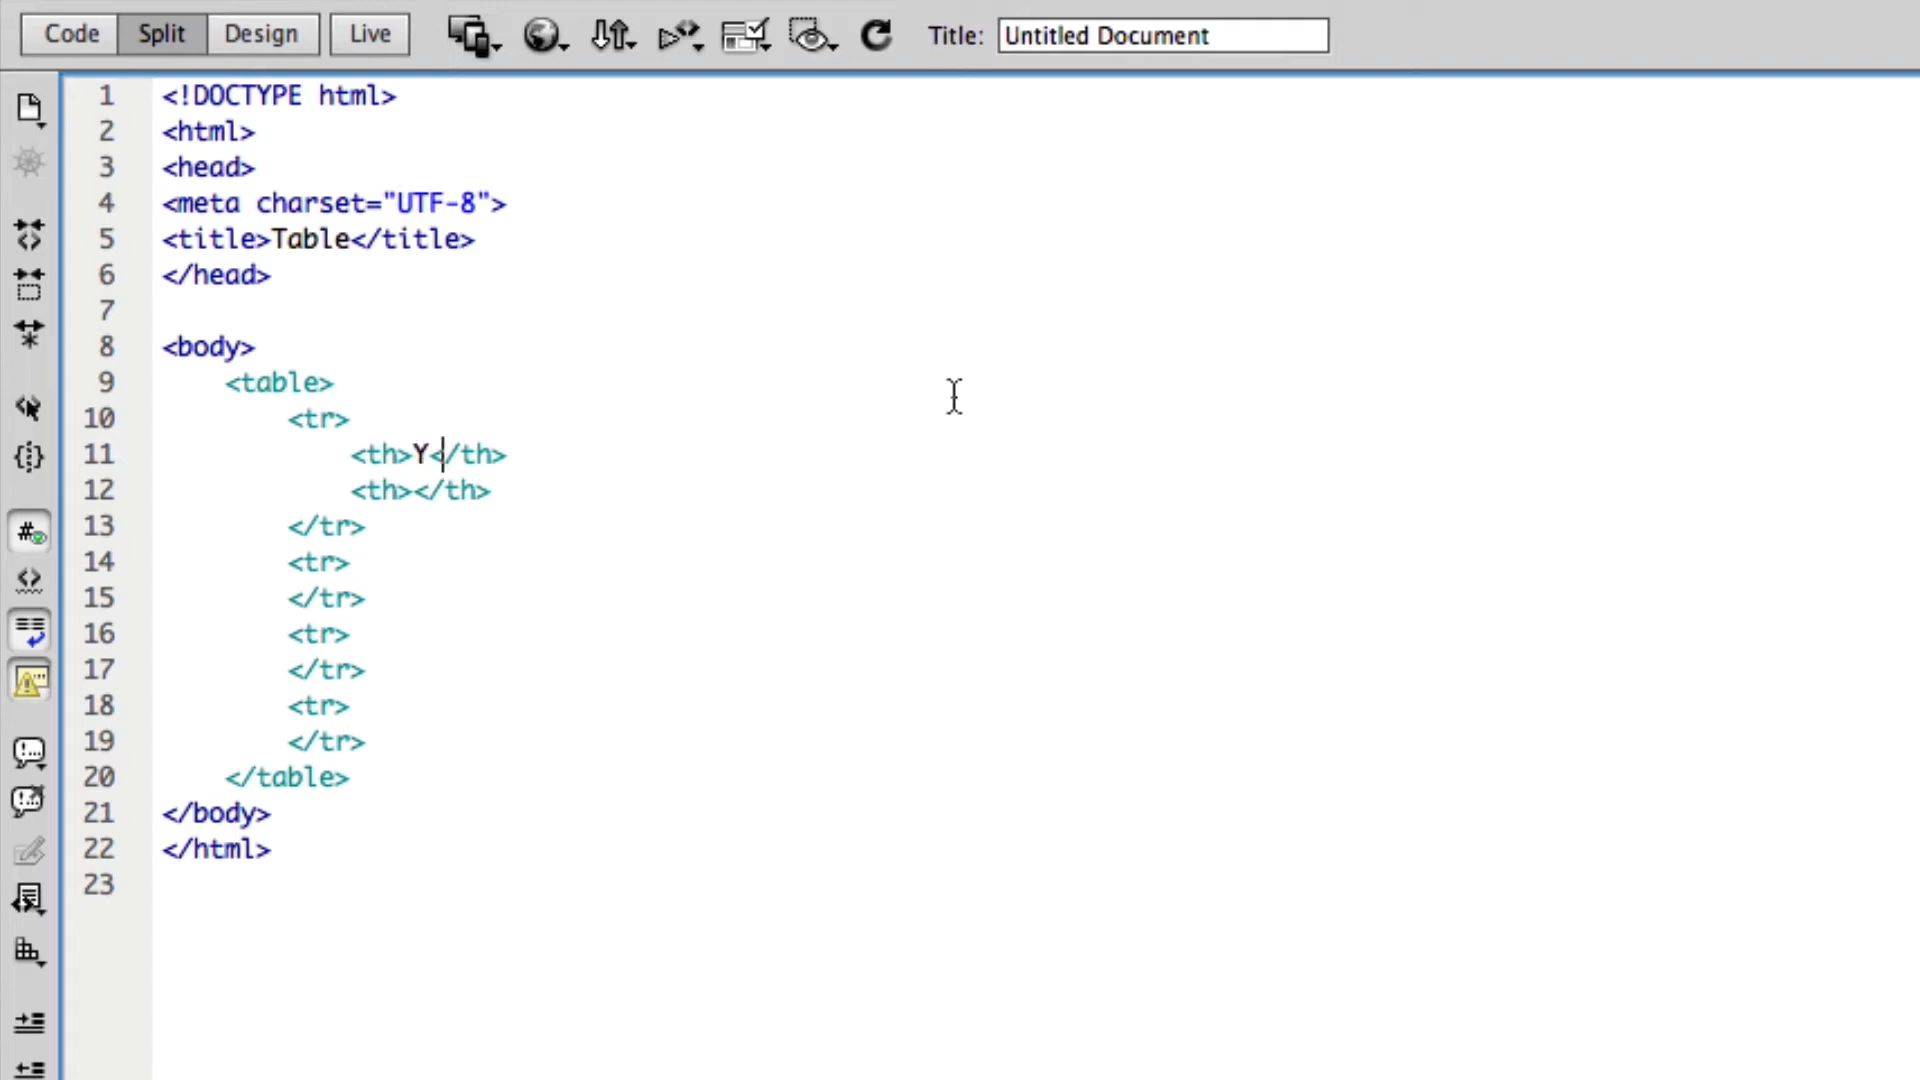 Code Split Design Live Title: Untitled Document
1 <!DOCTYPE html>
2 <html>
3 <head>
4 <meta charset="UTF-8">
5 <title>Table</title>
6 </head>
7
8 <body>
9 <table>
10 <tr>
11 <th>Y</th>
12 <th></th>
13 </tr>
14 <tr>
15 </tr>
16 <tr>
17 </tr>
18 <tr>
19 </tr>
20 </table>
21 </body>
22 </html>
23